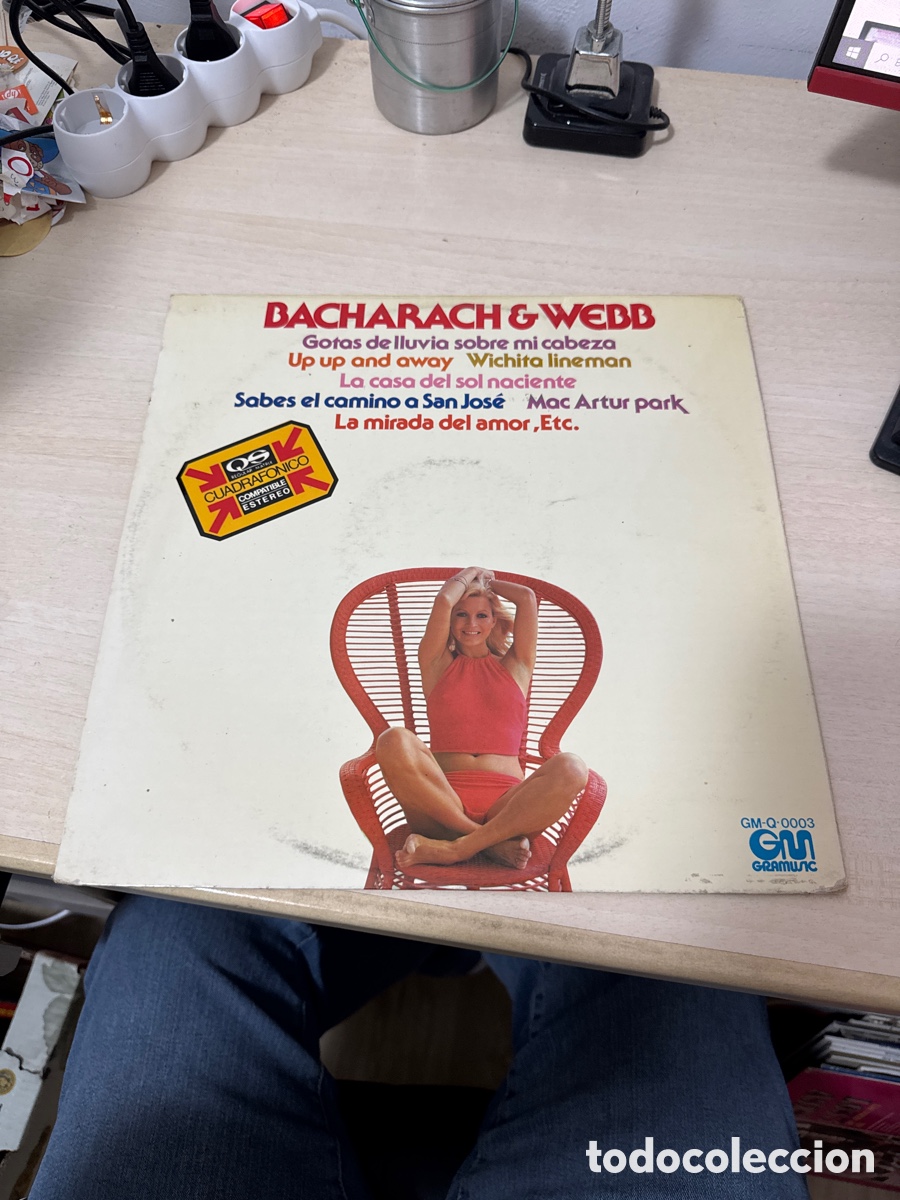 BACHARACH & WEBB
Gotas de lluvia sobre mi cabeza
Up up and away Wichita lineman
La casa del sol naciente
Sabes el camino a San José Mac Artur park
La mirada del amor, Etc.
QS
CUADRAFONICO
COMPATIBLE
ESTEREO
GM-Q-0003
GM
GRAMUSIC
todocoleccion